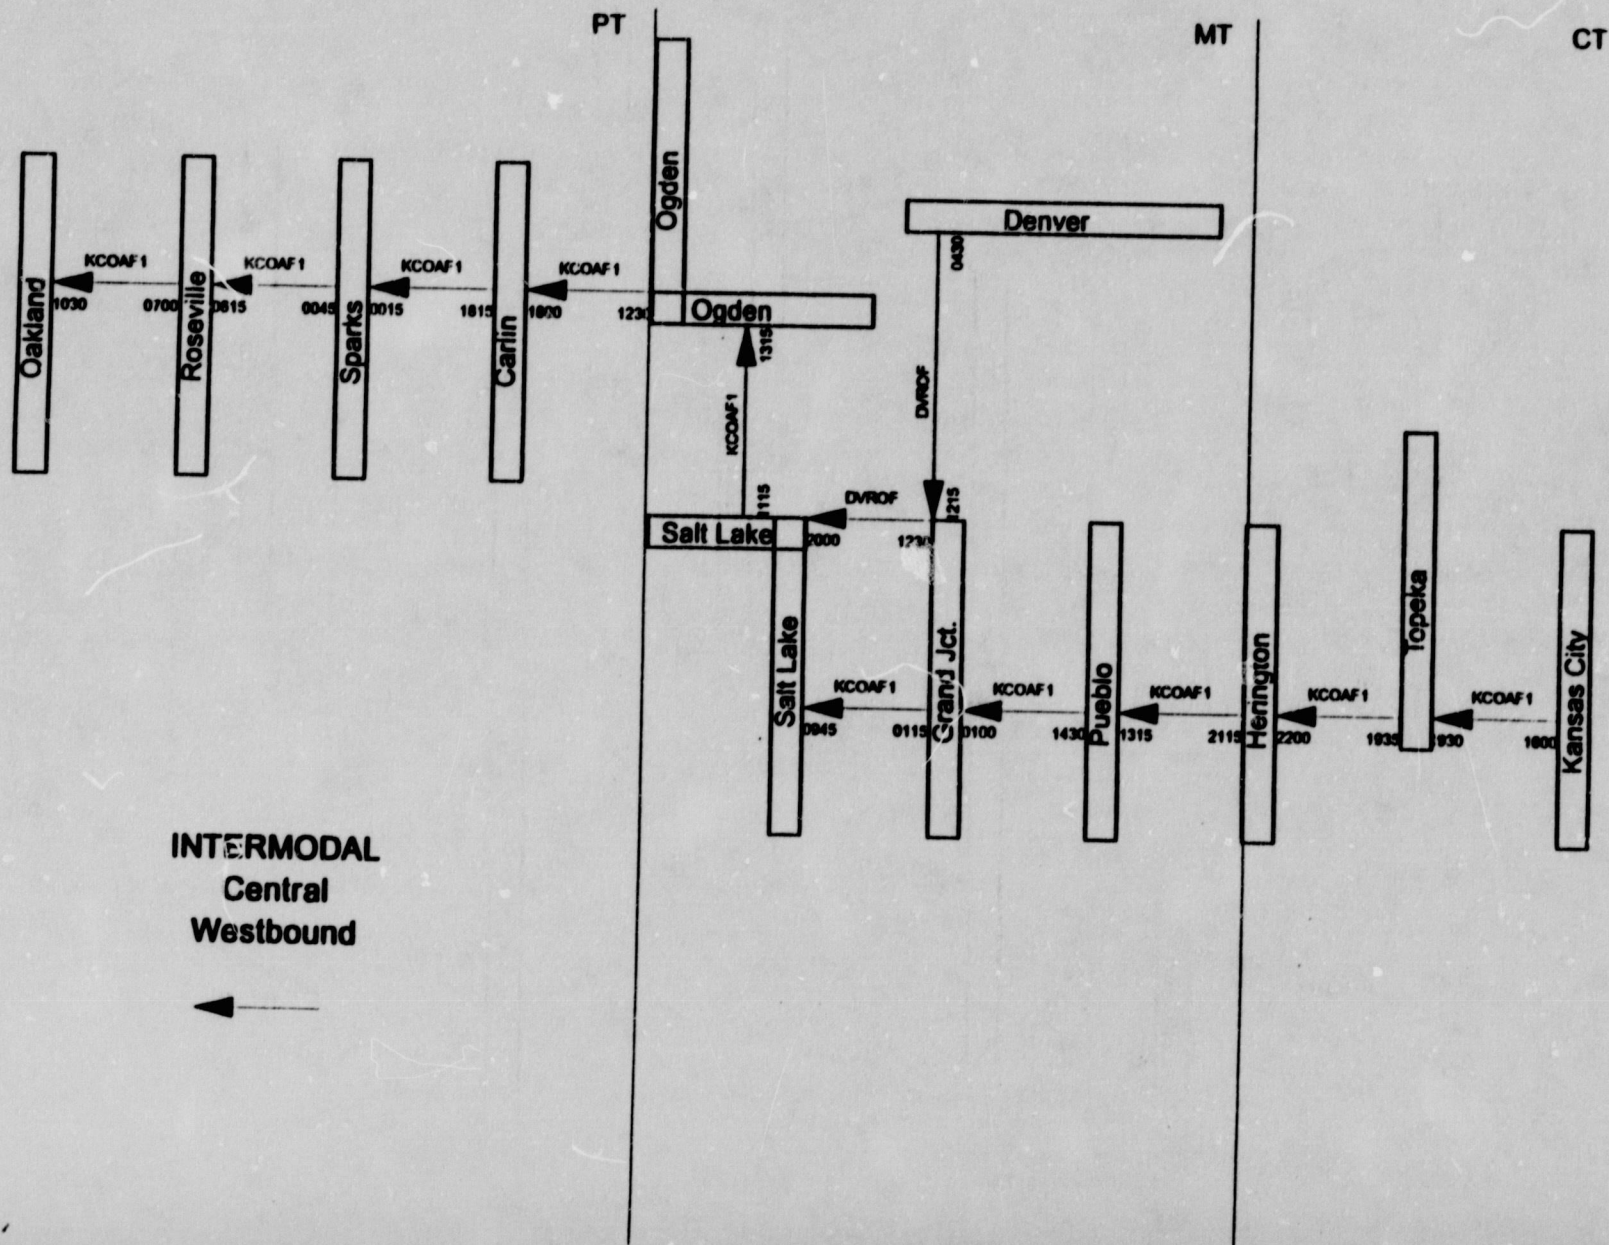 PT
MT
CT
Ogden
Denver
0430
KCOAF1
KCOAF1
KCOAF1
KCOAF1
Oakland
1030
0700
Roseville
0615
0045
Sparks
0015
1815
Carlin
1800
1230
Ogden
1315
KCOAF1
DVROF
1115
1215
DVROF
Salt Lake
2000
1230
Topeka
Salt Lake
Grand Jct.
Pueblo
Herington
Kansas City
KCOAF1
KCOAF1
KCOAF1
KCOAF1
KCOAF1
0945
0115
0100
1430
1315
2115
2200
1935
1930
1600
INTERMODAL
Central
Westbound